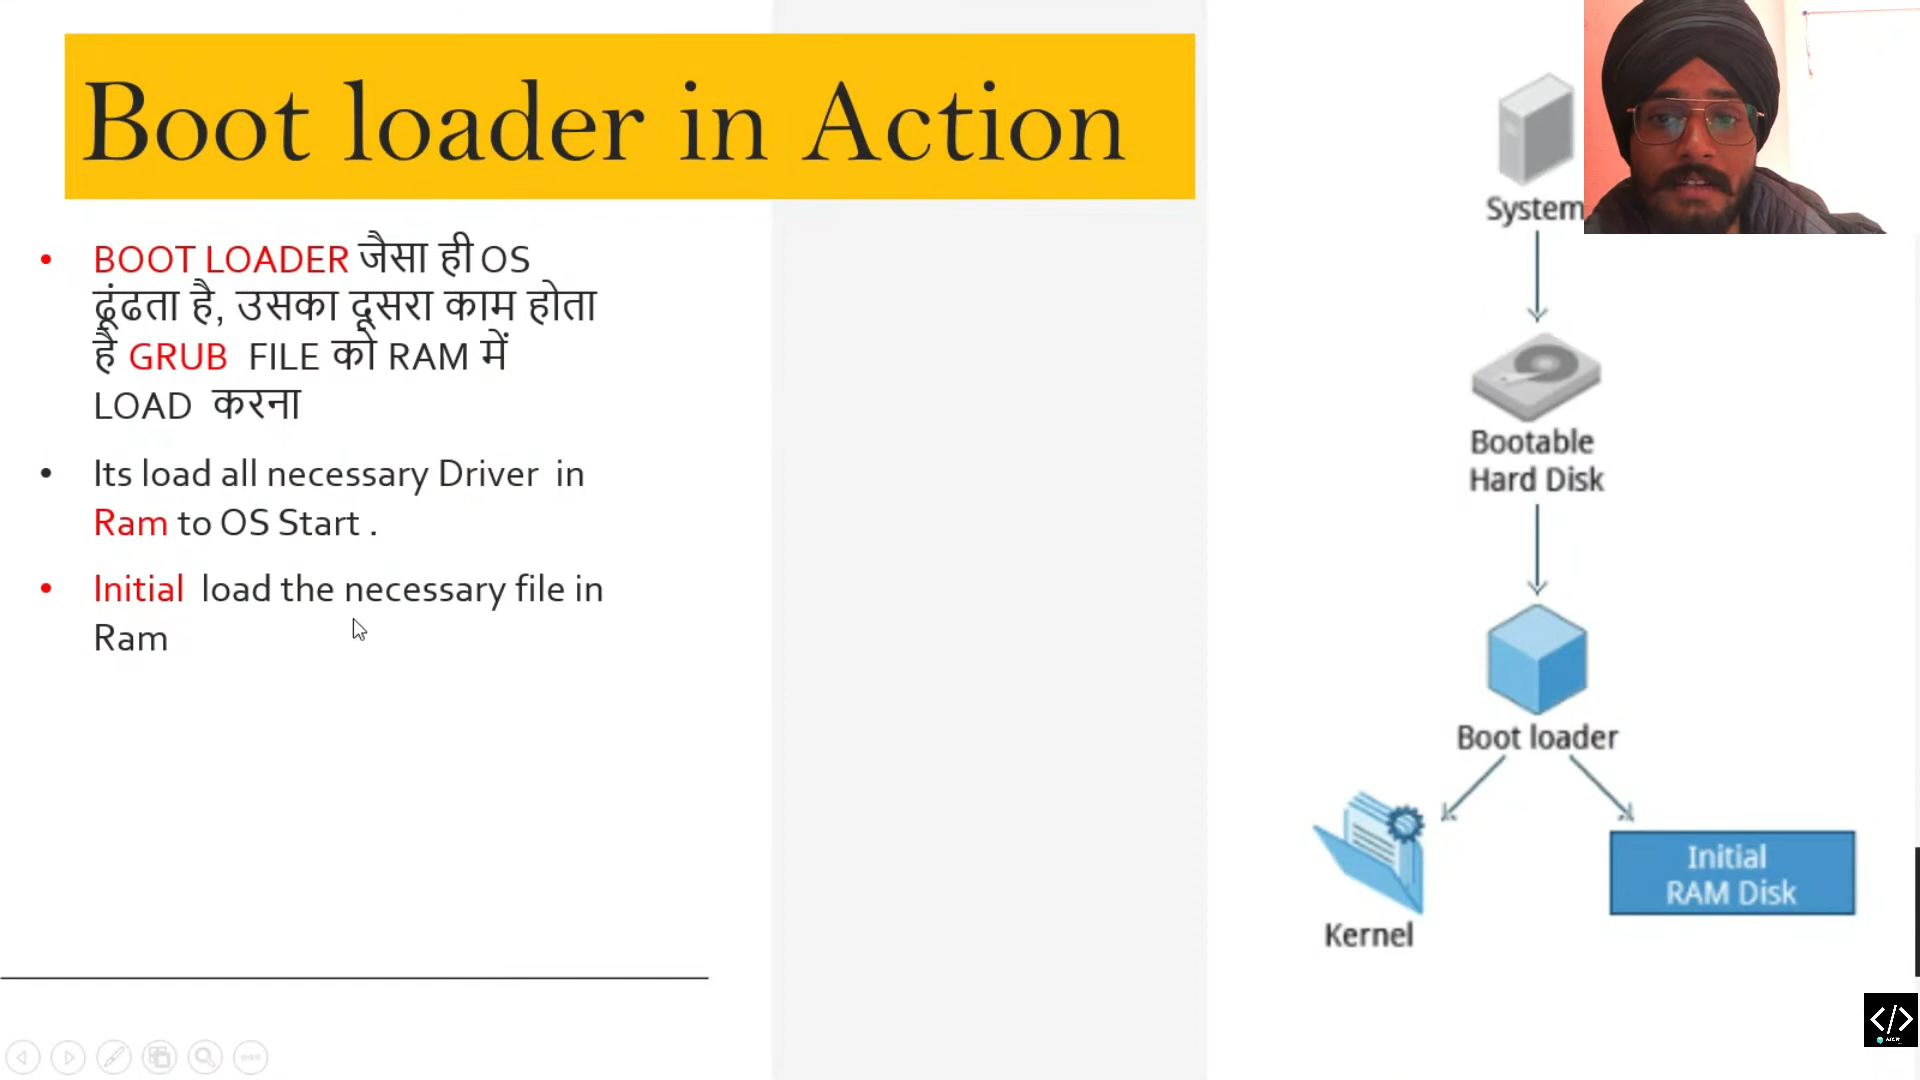 Boot loader in Action
BOOT LOADER जैसा ही OS
ढूंढता है, उसका दूसरा काम होता
है GRUB FILE को RAM में
LOAD करना
Its load all necessary Driver in
Ram to OS Start .
Initial load the necessary file in
Ram
System
Bootable
Hard Disk
Boot loader
Kernel
Initial
RAM Disk